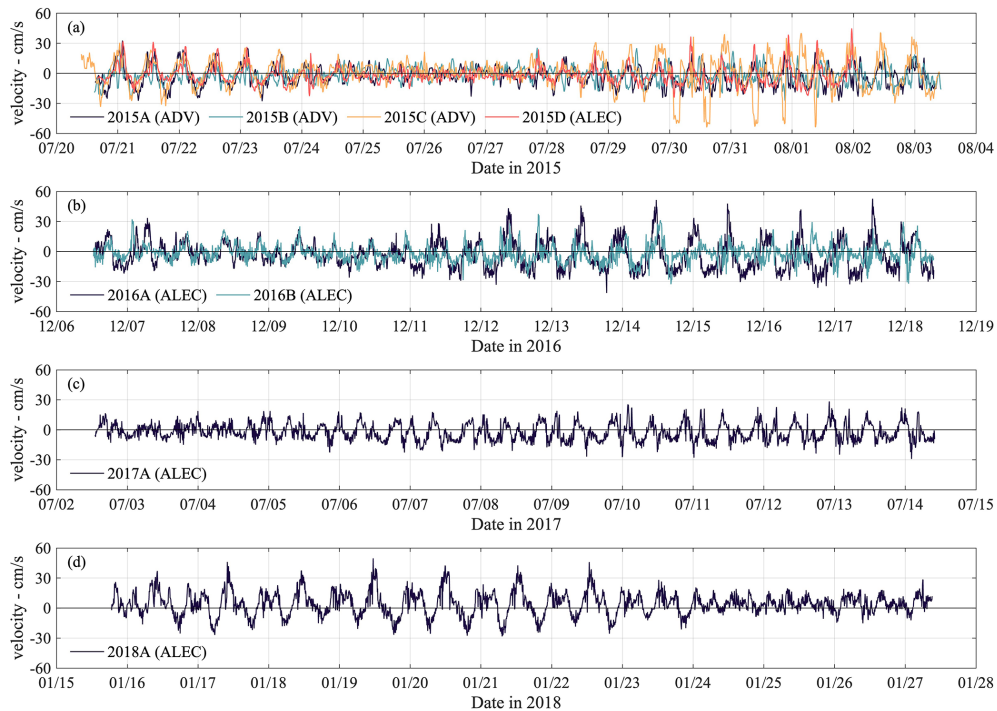 (a)
60
30
0
-30
-60
velocity - cm/s
2015A (ADV) 2015B (ADV) 2015C (ADV) 2015D (ALEC)
07/20 07/21 07/22 07/23 07/24 07/25 07/26 07/27 07/28 07/29 07/30 07/31 08/01 08/02 08/03 08/04
Date in 2015
(b)
60
30
0
-30
-60
velocity - cm/s
2016A (ALEC) 2016B (ALEC)
12/06 12/07 12/08 12/09 12/10 12/11 12/12 12/13 12/14 12/15 12/16 12/17 12/18 12/19
Date in 2016
(c)
60
30
0
-30
-60
velocity - cm/s
2017A (ALEC)
07/02 07/03 07/04 07/05 07/06 07/07 07/08 07/09 07/10 07/11 07/12 07/13 07/14 07/15
Date in 2017
(d)
60
30
0
-30
-60
velocity - cm/s
2018A (ALEC)
01/15 01/16 01/17 01/18 01/19 01/20 01/21 01/22 01/23 01/24 01/25 01/26 01/27 01/28
Date in 2018